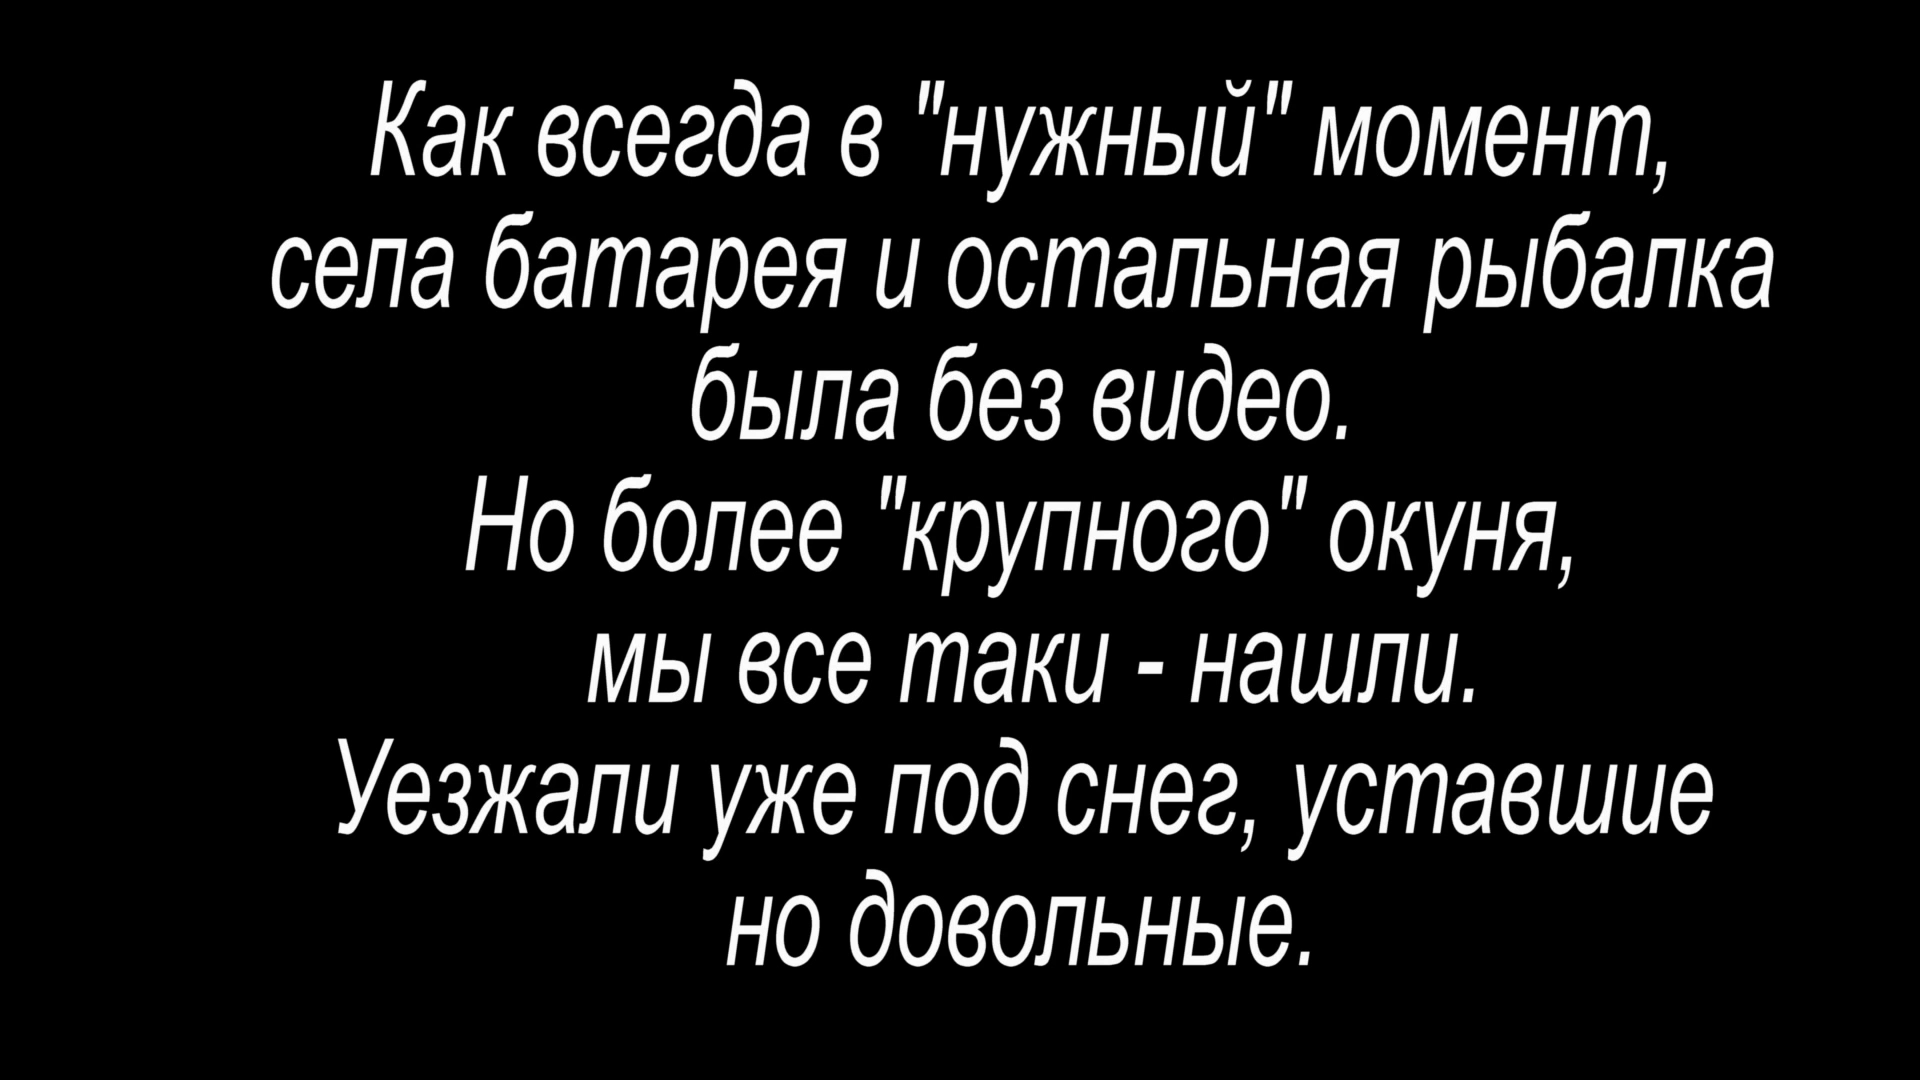 Как всегда в "нужный" момент,
села батарея и остальная рыбалка
была без видео.
Но более "крупного" окуня,
мы все таки - нашли.
Уезжали уже под снег, уставшие
но довольные.